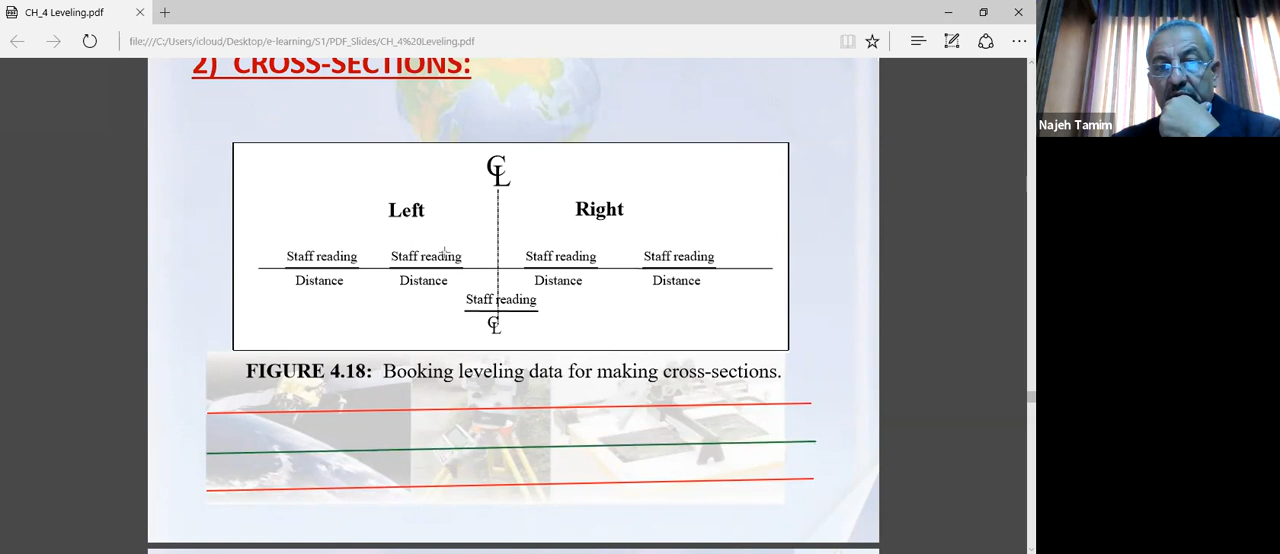 CH_4 Leveling.pdf
file:///C:/Users/icloud/Desktop/e-learning/S1/PDF_Slides/CH_4%20Leveling.pdf
Najeh Tamim
2) CROSS-SECTIONS:
℄
Left Right
Staff reading Staff reading Staff reading Staff reading
Distance Distance Distance Distance
Staff reading
℄
FIGURE 4.18: Booking leveling data for making cross-sections.